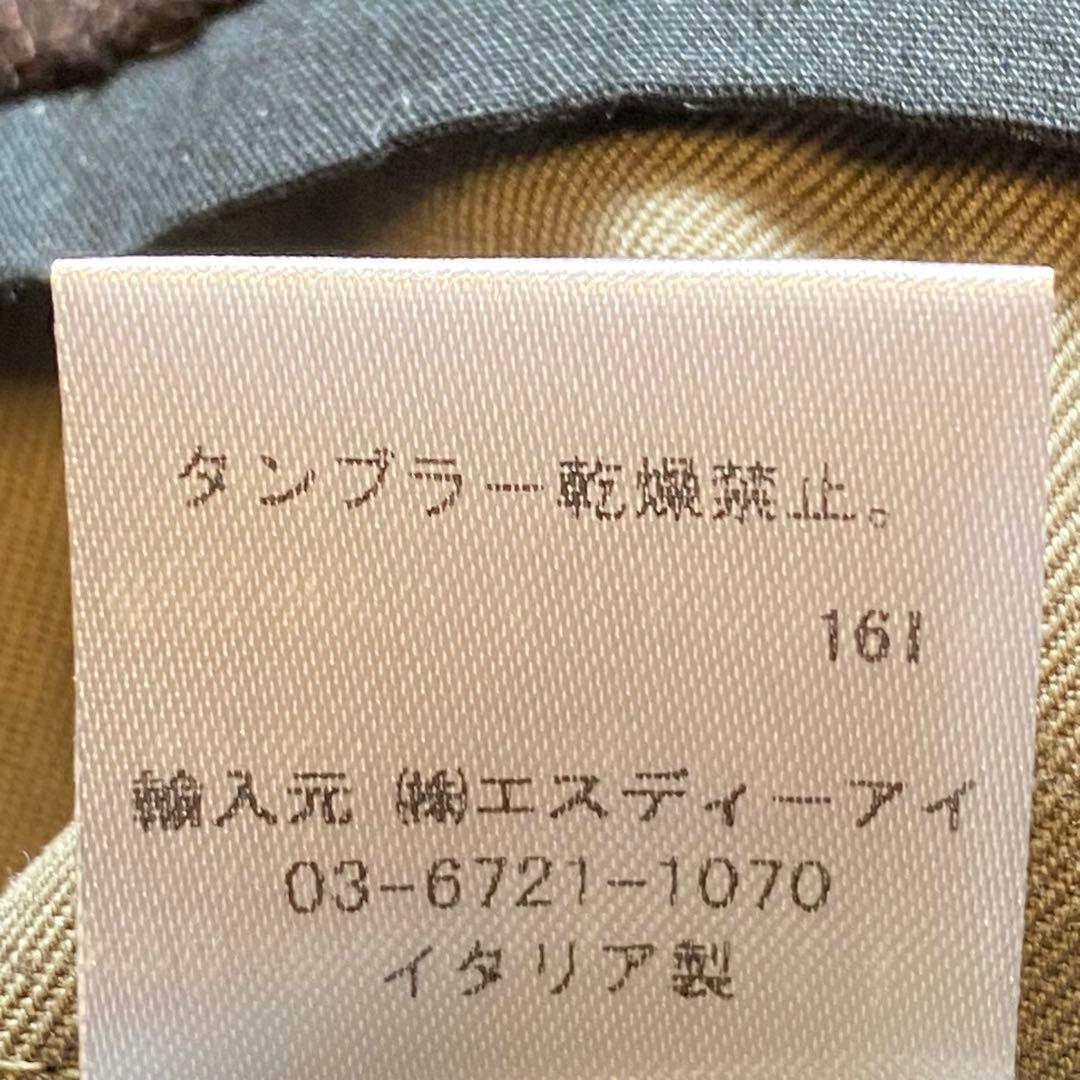 タンブラー乾燥禁止。
16I
輸入元 ㈱エスディーアイ
03-6721-1070
イタリア製